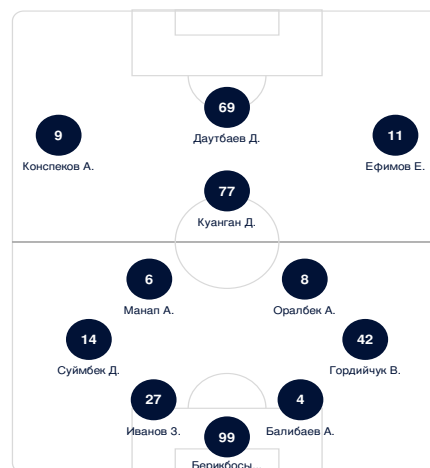 69
Даутбаев Д.
9
Конспеков А.
11
Ефимов Е.
77
Куанган Д.
6
Манап А.
8
Оралбек А.
14
Суймбек Д.
42
Гордийчук В.
27
Иванов З.
4
Балибаев А.
99
Берикбосы...